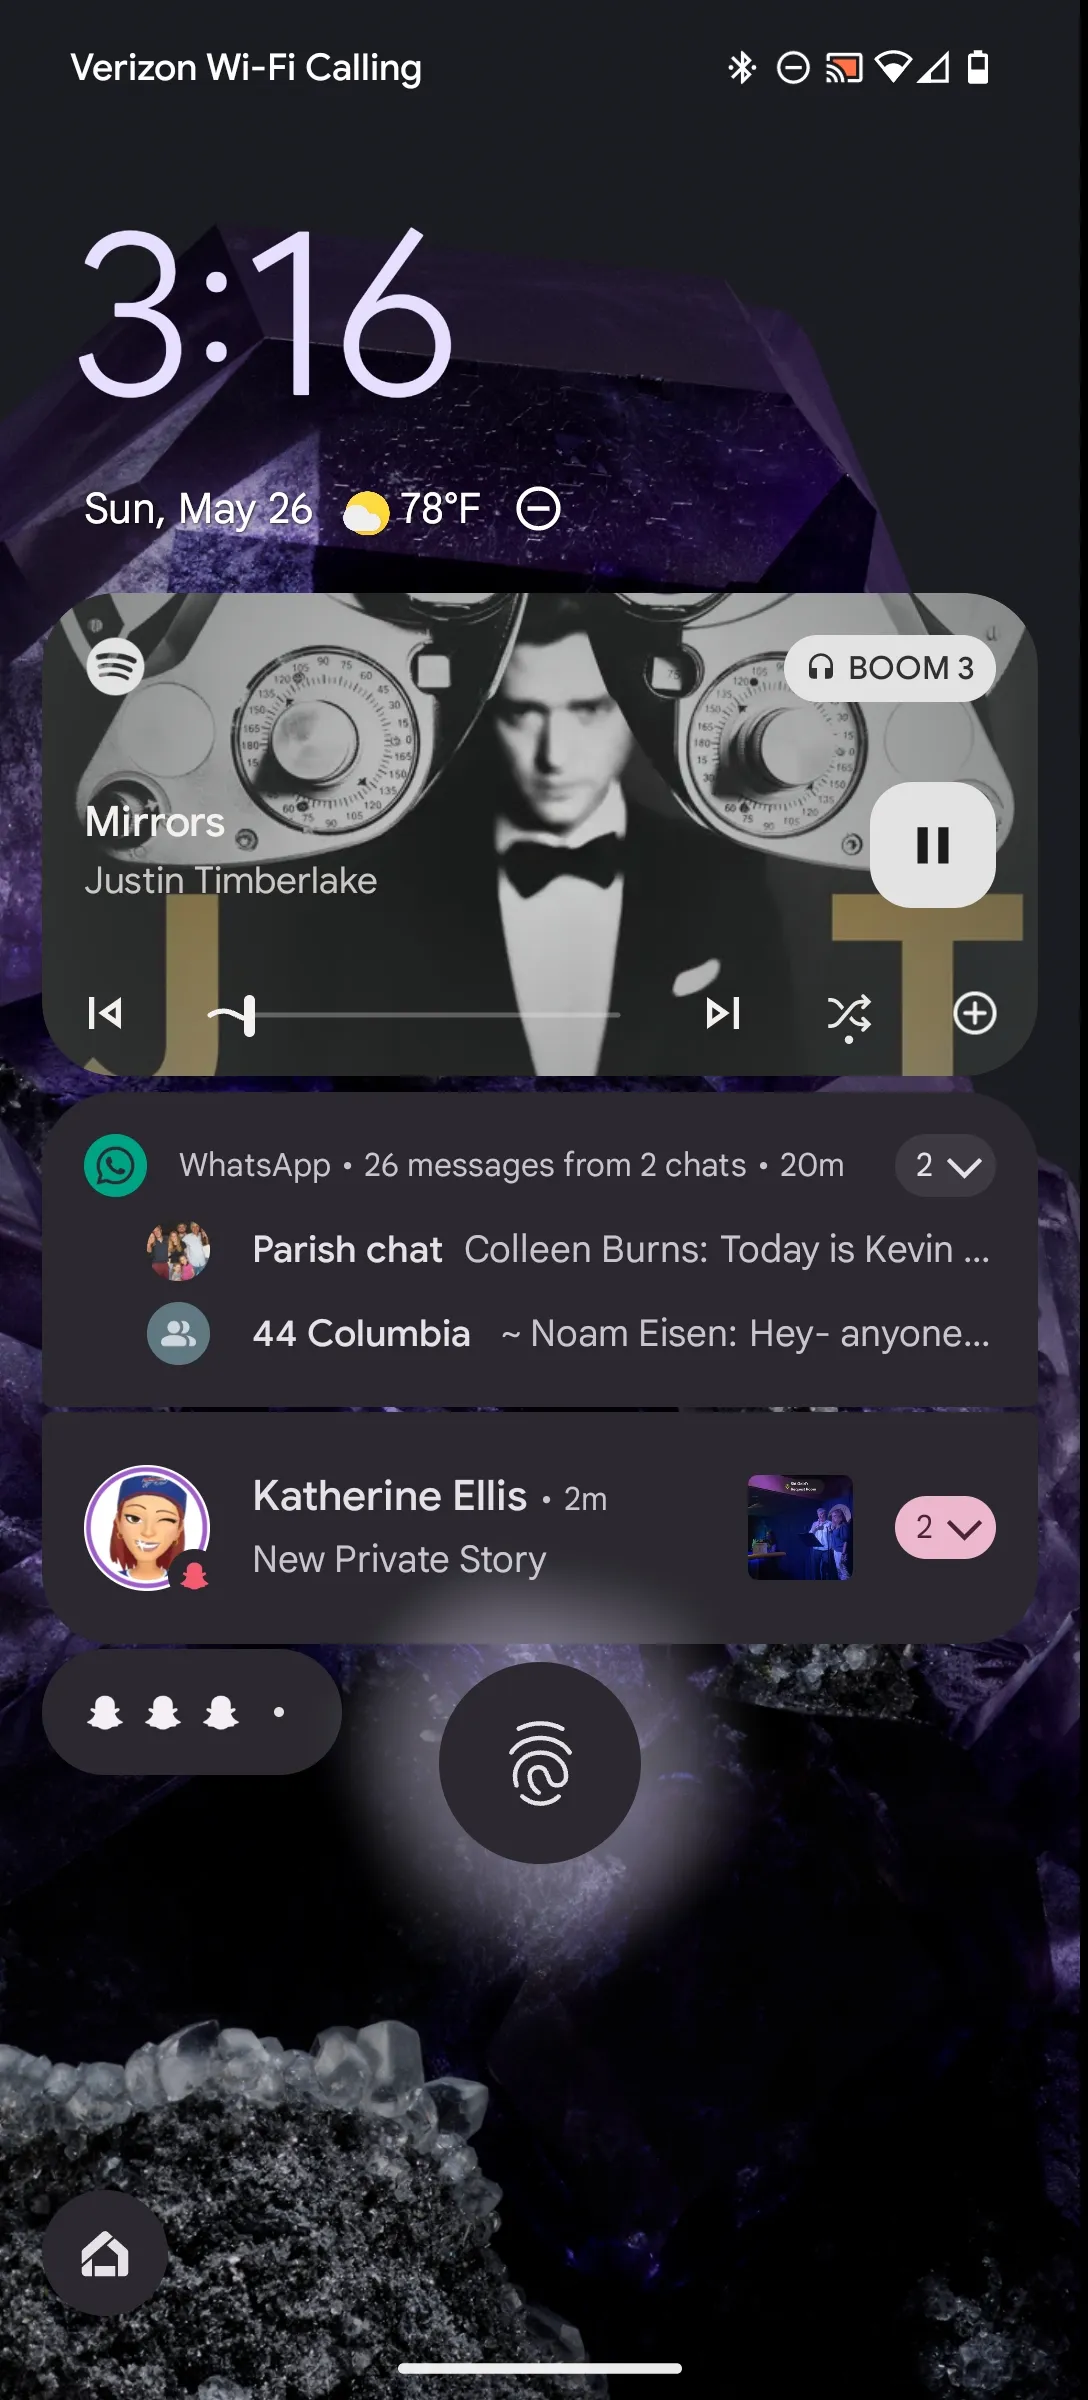 Verizon Wi-Fi Calling
3:16
Sun, May 26 78°F
BOOM 3
Mirrors
Justin Timberlake
J T
WhatsApp • 26 messages from 2 chats • 20m 2
Parish chat Colleen Burns: Today is Kevin ...
44 Columbia ~ Noam Eisen: Hey- anyone...
Katherine Ellis • 2m 2
New Private Story